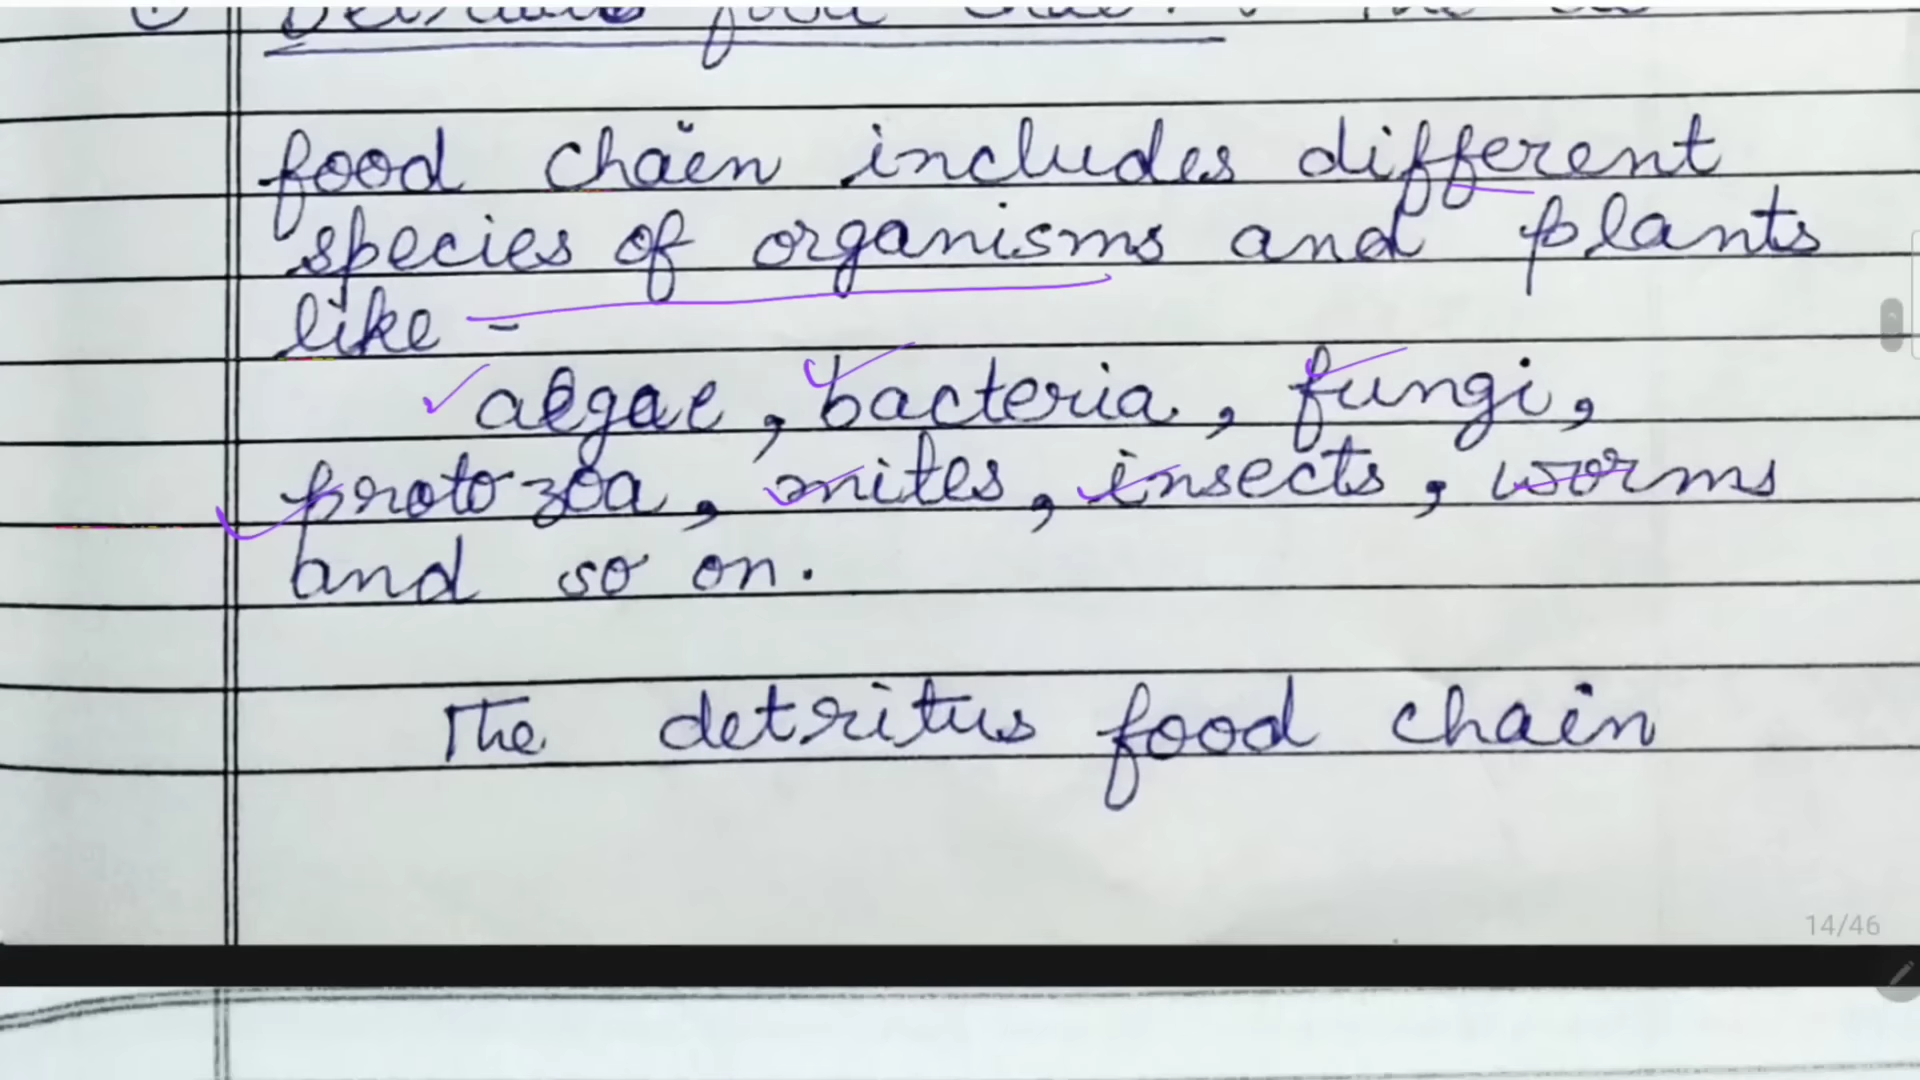 food chain includes different
species of organisms and plants
like -
algae, bacteria, fungi,
protozoa, mites, insects, worms
and so on.
The detritus food chain
14/46